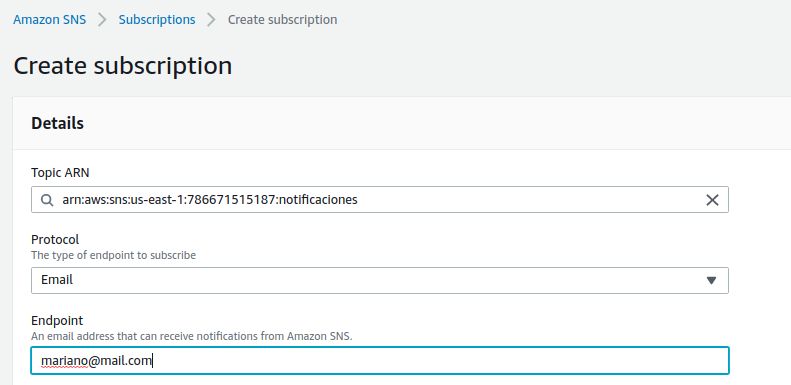 Amazon SNS > Subscriptions > Create subscription
Create subscription
Details
Topic ARN
arn:aws:sns:us-east-1:786671515187:notificaciones
Protocol
The type of endpoint to subscribe
Email
Endpoint
An email address that can receive notifications from Amazon SNS.
mariano@mail.com